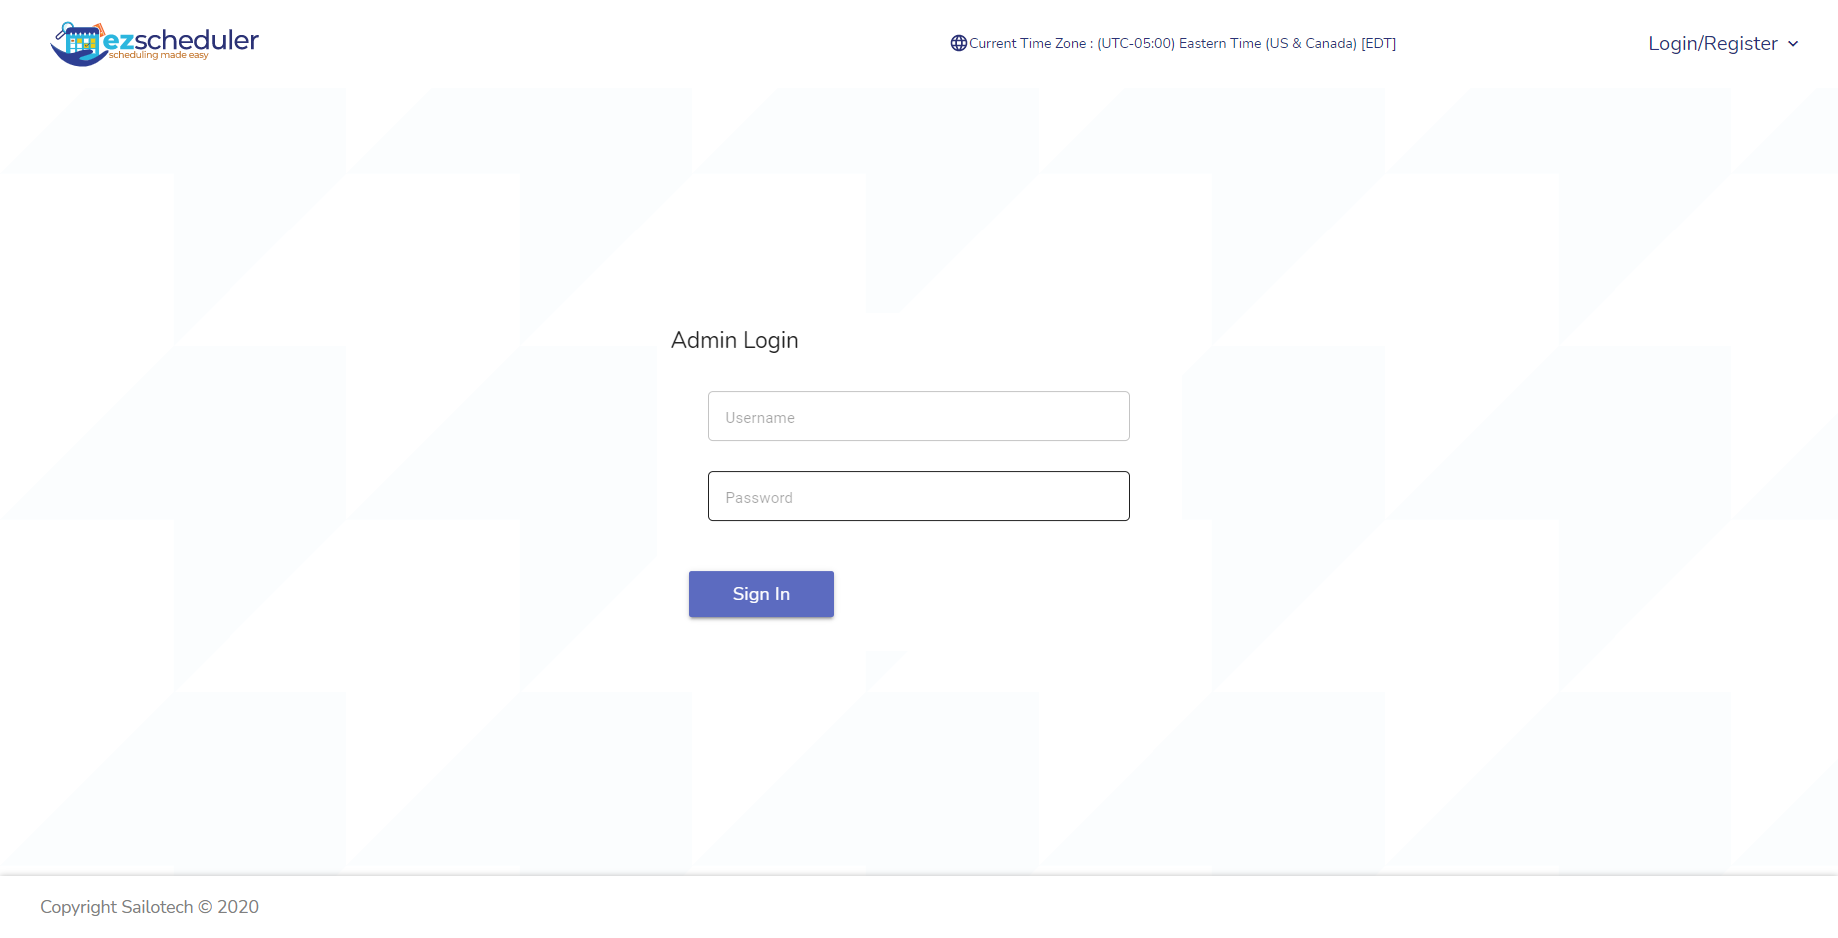 ezscheduler
scheduling made easy
Current Time Zone : (UTC-05:00) Eastern Time (US & Canada) [EDT]
Login/Register
Admin Login
Username
Password
Sign In
Copyright Sailotech © 2020